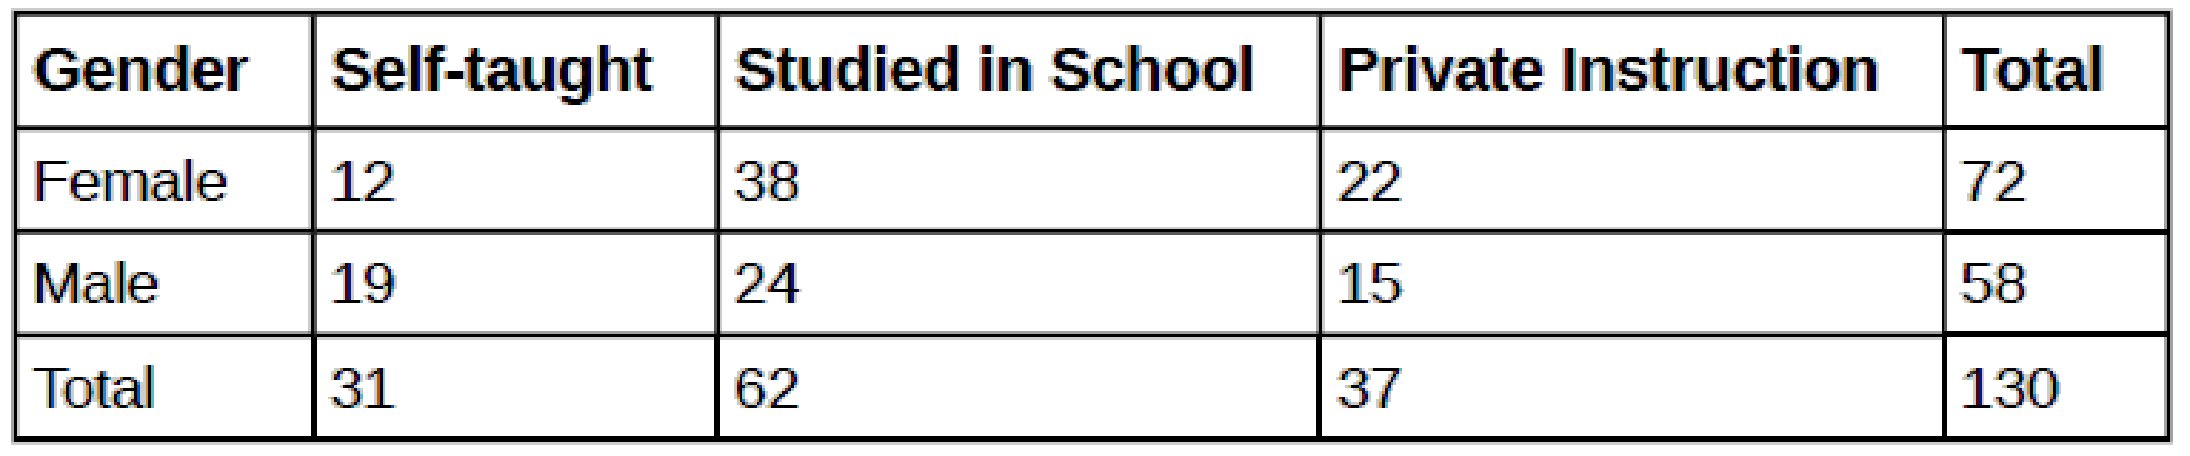 Gender Self-taught Studied in School Private Instruction Total
Female 12 38 22 72
Male 19 24 15 58
Total 31 62 37 130